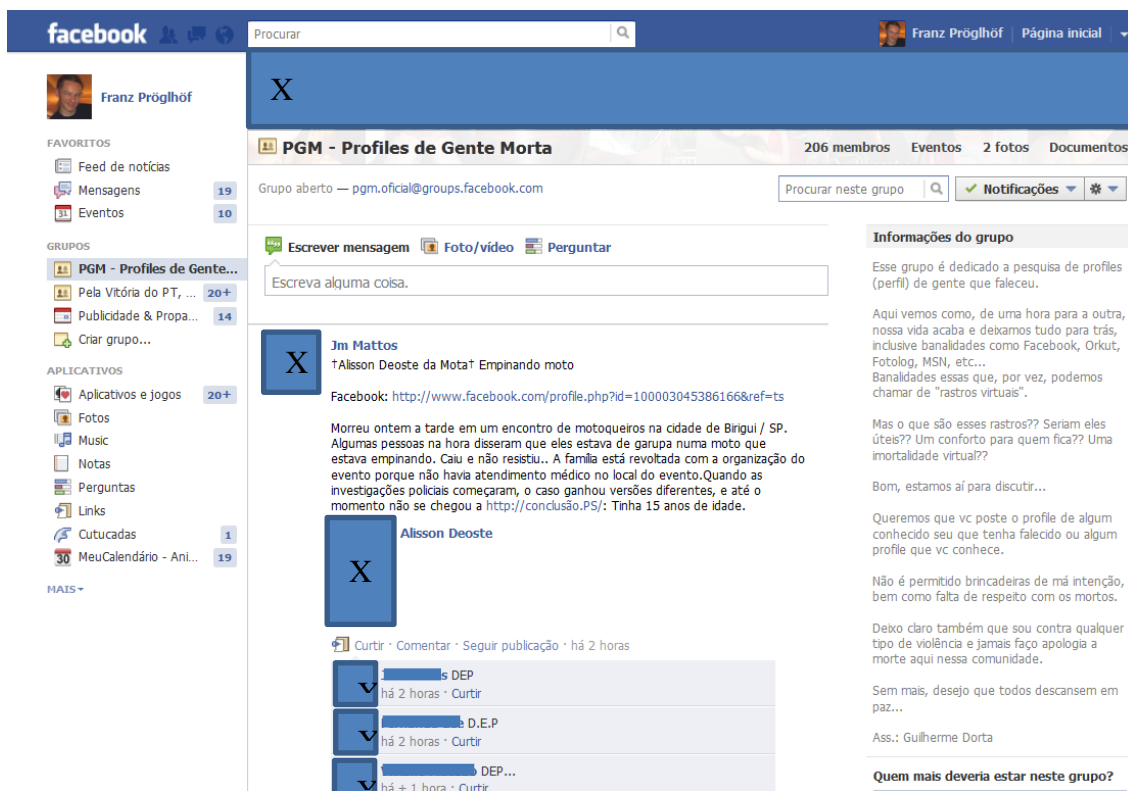 facebook
Procurar
Franz Pröglhöf
Página inicial
Franz Pröglhöf
X
FAVORITOS
Feed de notícias
Mensagens 19
Eventos 10
GRUPOS
PGM - Profiles de Gente...
Pela Vitória do PT, ... 20+
Publicidade & Propa... 14
Criar grupo...
APLICATIVOS
Aplicativos e jogos 20+
Fotos
Music
Notas
Perguntas
Links
Cutucadas 1
30 MeuCalendário - Ani... 19
MAIS
PGM - Profiles de Gente Morta
206 membros Eventos 2 fotos Documentos
Grupo aberto — pgm.oficial@groups.facebook.com
Procurar neste grupo
Notificações
Escrever mensagem Foto/vídeo Perguntar
Escreva alguma coisa.
X
Jm Mattos
†Alisson Deoste da Mota† Empinando moto
Facebook: http://www.facebook.com/profile.php?id=100003045386166&ref=ts
Morreu ontem a tarde em um encontro de motoqueiros na cidade de Birigui / SP.
Algumas pessoas na hora disseram que eles estava de garupa numa moto que
estava empinando. Caiu e não resistiu.. A família está revoltada com a organização do
evento porque não havia atendimento médico no local do evento.Quando as
investigações policiais começaram, o caso ganhou versões diferentes, e até o
momento não se chegou a http://conclusão.PS/: Tinha 15 anos de idade.
X
Alisson Deoste
Curtir · Comentar · Seguir publicação · há 2 horas
s DEP
há 2 horas · Curtir
e D.E.P
há 2 horas · Curtir
DEP...
há ± 1 hora · Curtir
Informações do grupo
Esse grupo é dedicado a pesquisa de profiles
(perfil) de gente que faleceu.
Aqui vemos como, de uma hora para a outra,
nossa vida acaba e deixamos tudo para trás,
inclusive banalidades como Facebook, Orkut,
Fotolog, MSN, etc...
Banalidades essas que, por vez, podemos
chamar de "rastros virtuais".
Mas o que são esses rastros?? Seriam eles
úteis?? Um conforto para quem fica?? Uma
imortalidade virtual??
Bom, estamos aí para discutir...
Queremos que vc poste o profile de algum
conhecido seu que tenha falecido ou algum
profile que vc conhece.
Não é permitido brincadeiras de má intenção,
bem como falta de respeito com os mortos.
Deixo claro também que sou contra qualquer
tipo de violência e jamais faço apologia a
morte aqui nessa comunidade.
Sem mais, desejo que todos descansem em
paz...
Ass.: Guilherme Dorta
Quem mais deveria estar neste grupo?